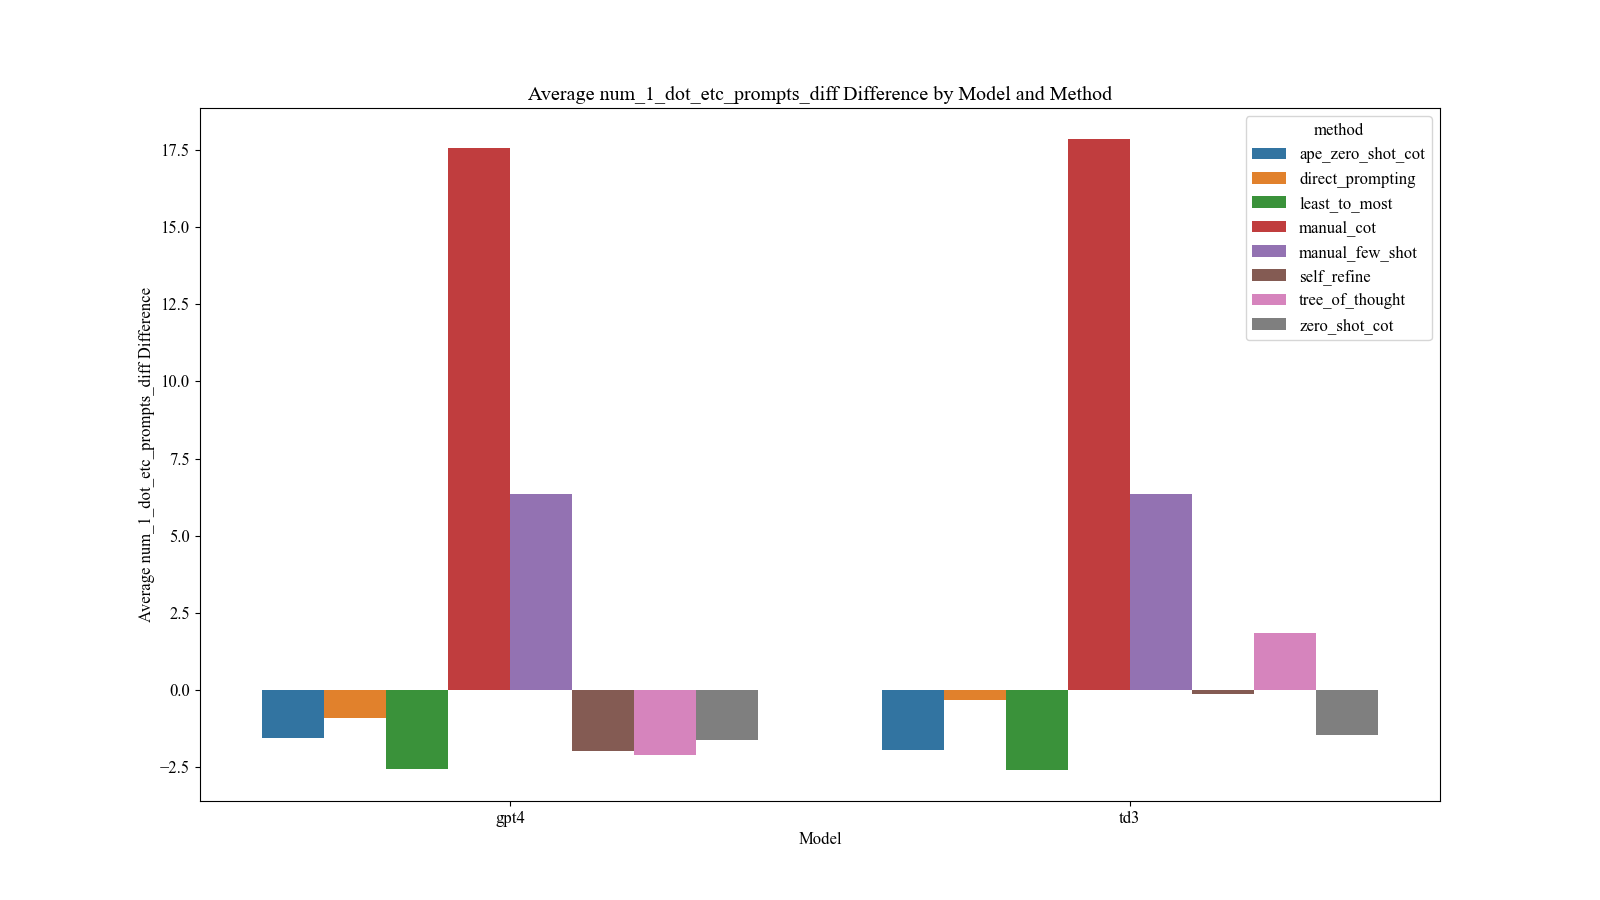 Average num_1_dot_etc_prompts_diff Difference by Model and Method
Average num_1_dot_etc_prompts_diff Difference
17.5
15.0
12.5
10.0
7.5
5.0
2.5
0.0
−2.5
method
ape_zero_shot_cot
direct_prompting
least_to_most
manual_cot
manual_few_shot
self_refine
tree_of_thought
zero_shot_cot
gpt4
td3
Model